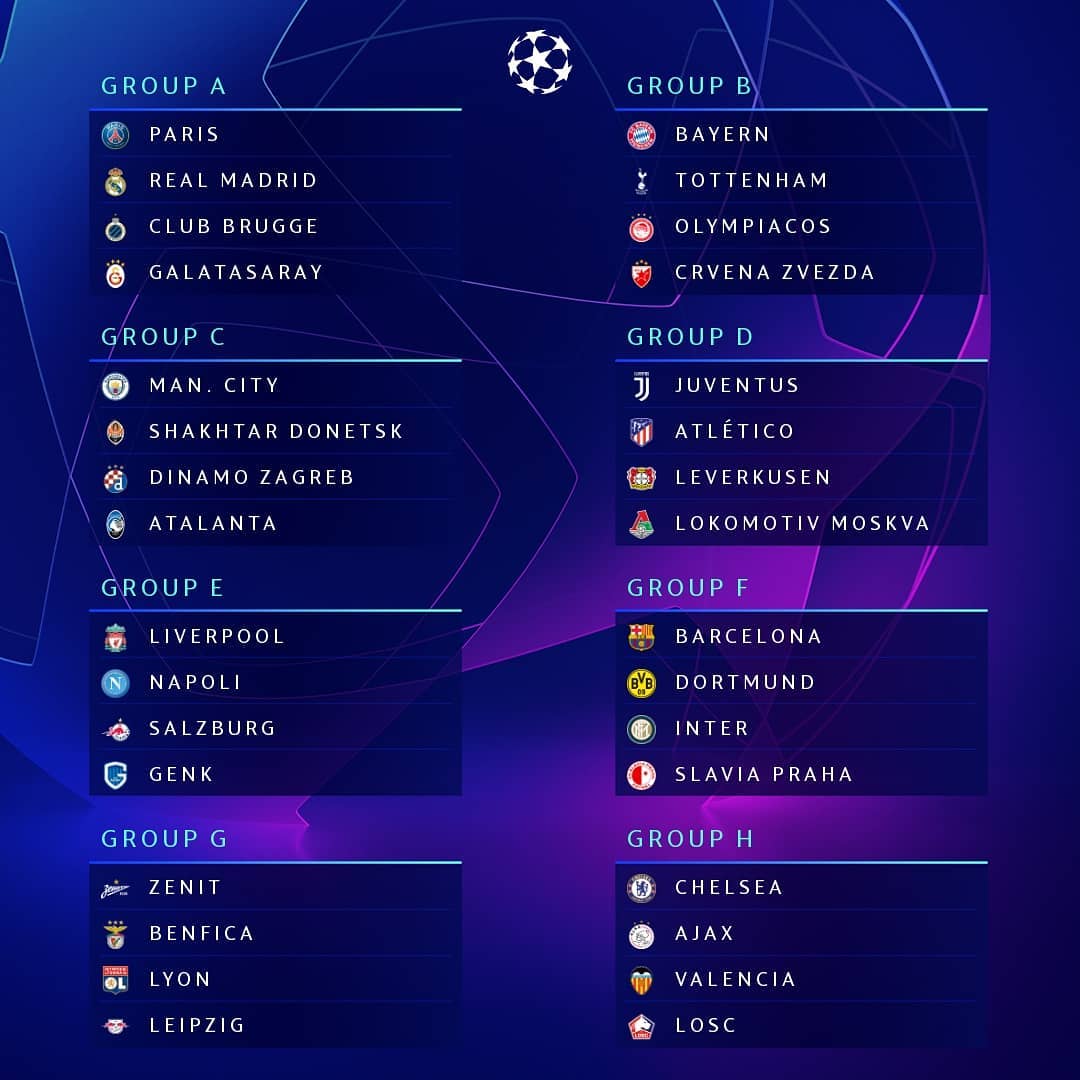 GROUP A
PARIS
REAL MADRID
CLUB BRUGGE
GALATASARAY
GROUP B
BAYERN
TOTTENHAM
OLYMPIACOS
CRVENA ZVEZDA
GROUP C
MAN. CITY
SHAKHTAR DONETSK
DINAMO ZAGREB
ATALANTA
GROUP D
JUVENTUS
ATLÉTICO
LEVERKUSEN
LOKOMOTIV MOSKVA
GROUP E
LIVERPOOL
NAPOLI
SALZBURG
GENK
GROUP F
BARCELONA
DORTMUND
INTER
SLAVIA PRAHA
GROUP G
ZENIT
BENFICA
LYON
LEIPZIG
GROUP H
CHELSEA
AJAX
VALENCIA
LOSC